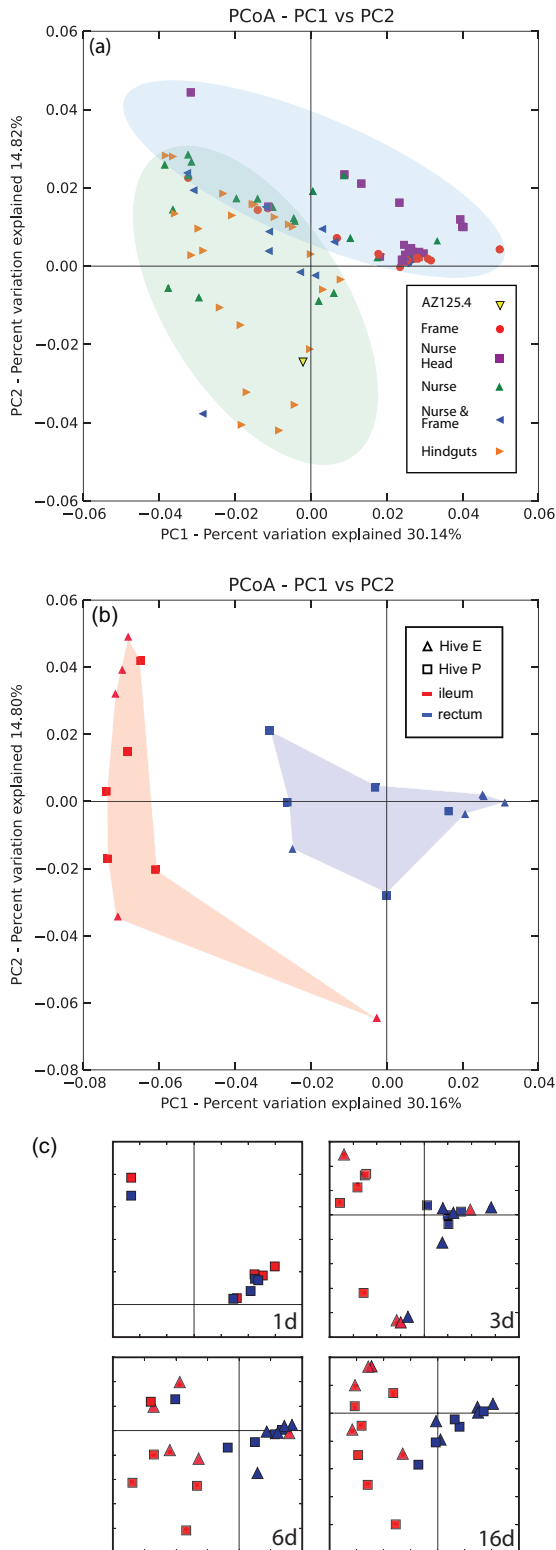 PCoA - PC1 vs PC2
(a)
0.06
0.04
0.02
0.00
−0.02
−0.04
−0.06
PC2 - Percent variation explained 14.82%
AZ125.4
Frame
Nurse
Head
Nurse
Nurse &
Frame
Hindguts
−0.06 −0.04 −0.02 0.00 0.02 0.04 0.06
PC1 - Percent variation explained 30.14%
PCoA - PC1 vs PC2
(b)
0.06
0.04
0.02
0.00
−0.02
−0.04
−0.06
−0.08
PC2 - Percent variation explained 14.80%
Hive E
Hive P
ileum
rectum
−0.08 −0.06 −0.04 −0.02 0.00 0.02 0.04
PC1 - Percent variation explained 30.16%
(c)
1d
3d
6d
16d